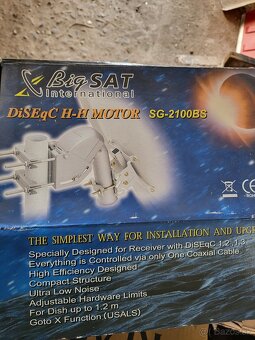 BigSAT
International
DiSEqC H-H MOTOR SG-2100BS
CE
THE SIMPLEST WAY FOR INSTALLATION AND
Specially Designed for Receiver with DiSEqC 1.2, 1.3
Everything is Controlled via only One Coaxial Cable
High Efficiency Designed
Compact Structure
Ultra Low Noise
Adjustable Hardware Limits
For Dish up to 1.2 m
Goto X Function (USALS)